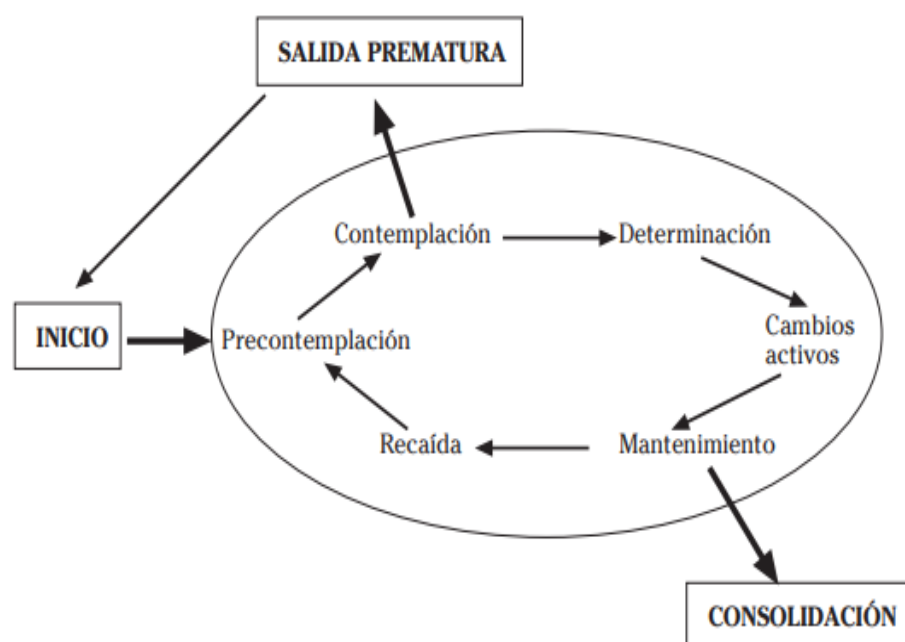 SALIDA PREMATURA
Contemplación
Determinación
INICIO
Precontemplación
Cambios
activos
Recaída
Mantenimiento
CONSOLIDACIÓN